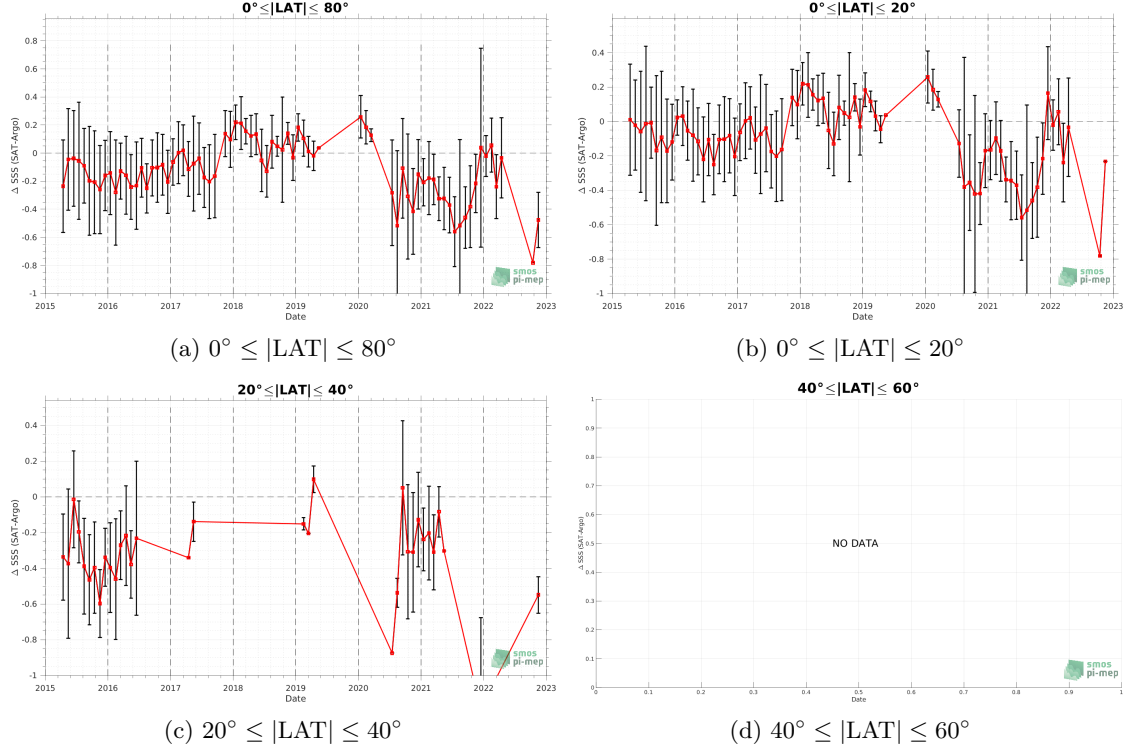 0°≤|LAT|≤ 80°
Δ SSS (SAT-Argo)
0.8
0.6
0.4
0.2
0
-0.2
-0.4
-0.6
-0.8
-1
2015 2016 2017 2018 2019 2020 2021 2022 2023
Date
smos
pi-mep
(a) 0° ≤ |LAT| ≤ 80°
0°≤|LAT|≤ 20°
Δ SSS (SAT-Argo)
0.4
0.2
0
-0.2
-0.4
-0.6
-0.8
-1
2015 2016 2017 2018 2019 2020 2021 2022 2023
Date
smos
pi-mep
(b) 0° ≤ |LAT| ≤ 20°
20°≤|LAT|≤ 40°
Δ SSS (SAT-Argo)
0.4
0.2
0
-0.2
-0.4
-0.6
-0.8
-1
2015 2016 2017 2018 2019 2020 2021 2022 2023
Date
smos
pi-mep
(c) 20° ≤ |LAT| ≤ 40°
40°≤|LAT|≤ 60°
Δ SSS (SAT-Argo)
1
0.9
0.8
0.7
0.6
0.5
0.4
0.3
0.2
0.1
0
NO DATA
0 0.1 0.2 0.3 0.4 0.5 0.6 0.7 0.8 0.9 1
Date
smos
pi-mep
(d) 40° ≤ |LAT| ≤ 60°